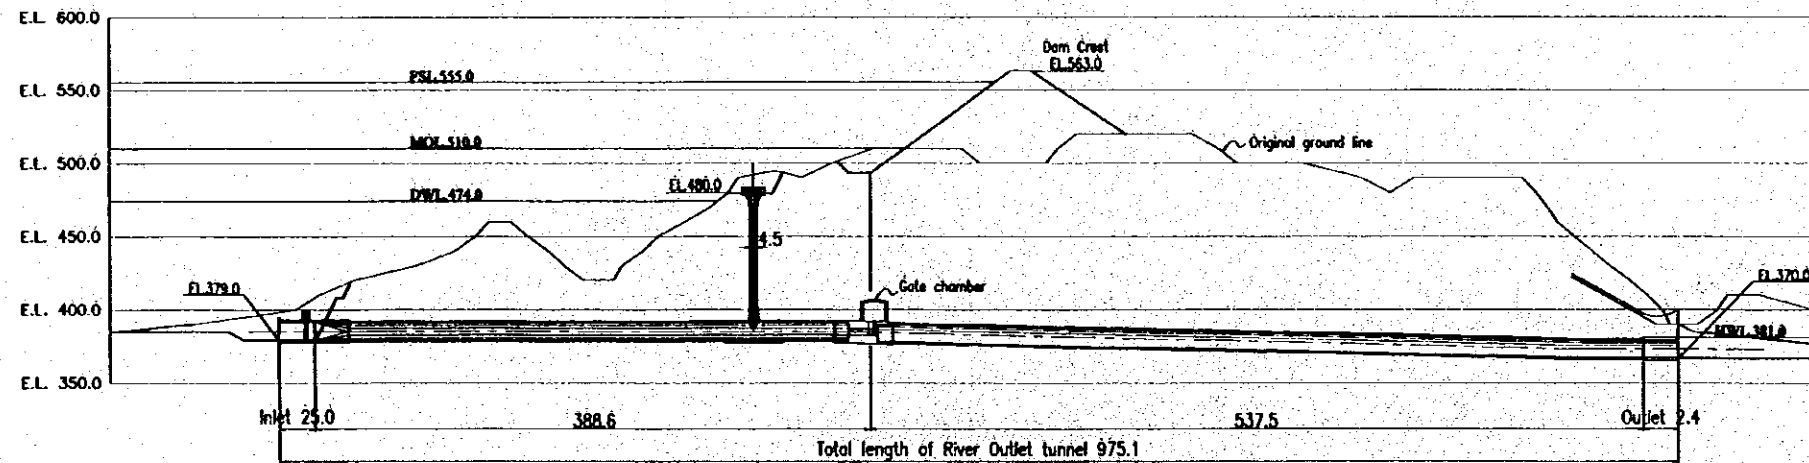 E.L. 600.0
Dam Crest
EL.563.0
FSL.555.0
E.L. 550.0
MOL.510.0
Original ground line
E.L. 500.0
EL.480.0
DWL.474.0
E.L. 450.0
4.5
EL.379.0
Gate chamber
EL.370.0
E.L. 400.0
381.0
E.L. 350.0
Inlet 25.0
388.6
537.5
Outlet 2.4
Total length of River Outlet tunnel 975.1